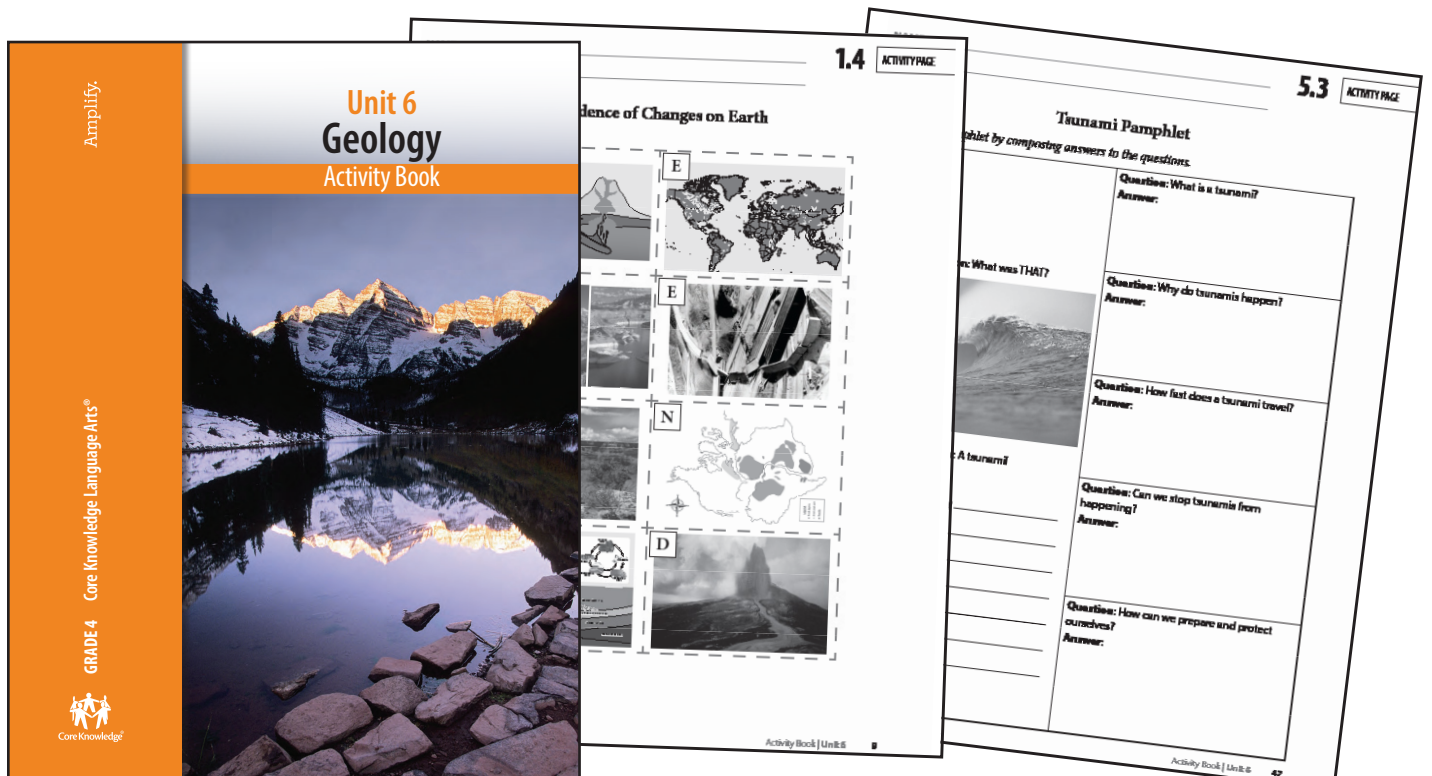 Amplify.
GRADE 4 Core Knowledge Language Arts®
CoreKnowledge®
Unit 6
Geology
Activity Book
1.4
ACTIVITY PAGE
dence of Changes on Earth
E
E
N
D
Activity Book | Unit 6 9
5.3
ACTIVITY PAGE
Tsunami Pamphlet
phlet by composing answers to the questions.
n: What was THAT?
: A tsunami!
Question: What is a tsunami?
Answer:
Question: Why do tsunamis happen?
Answer:
Question: How fast does a tsunami travel?
Answer:
Question: Can we stop tsunamis from
happening?
Answer:
Question: How can we prepare and protect
ourselves?
Answer:
Activity Book | Unit 6 47